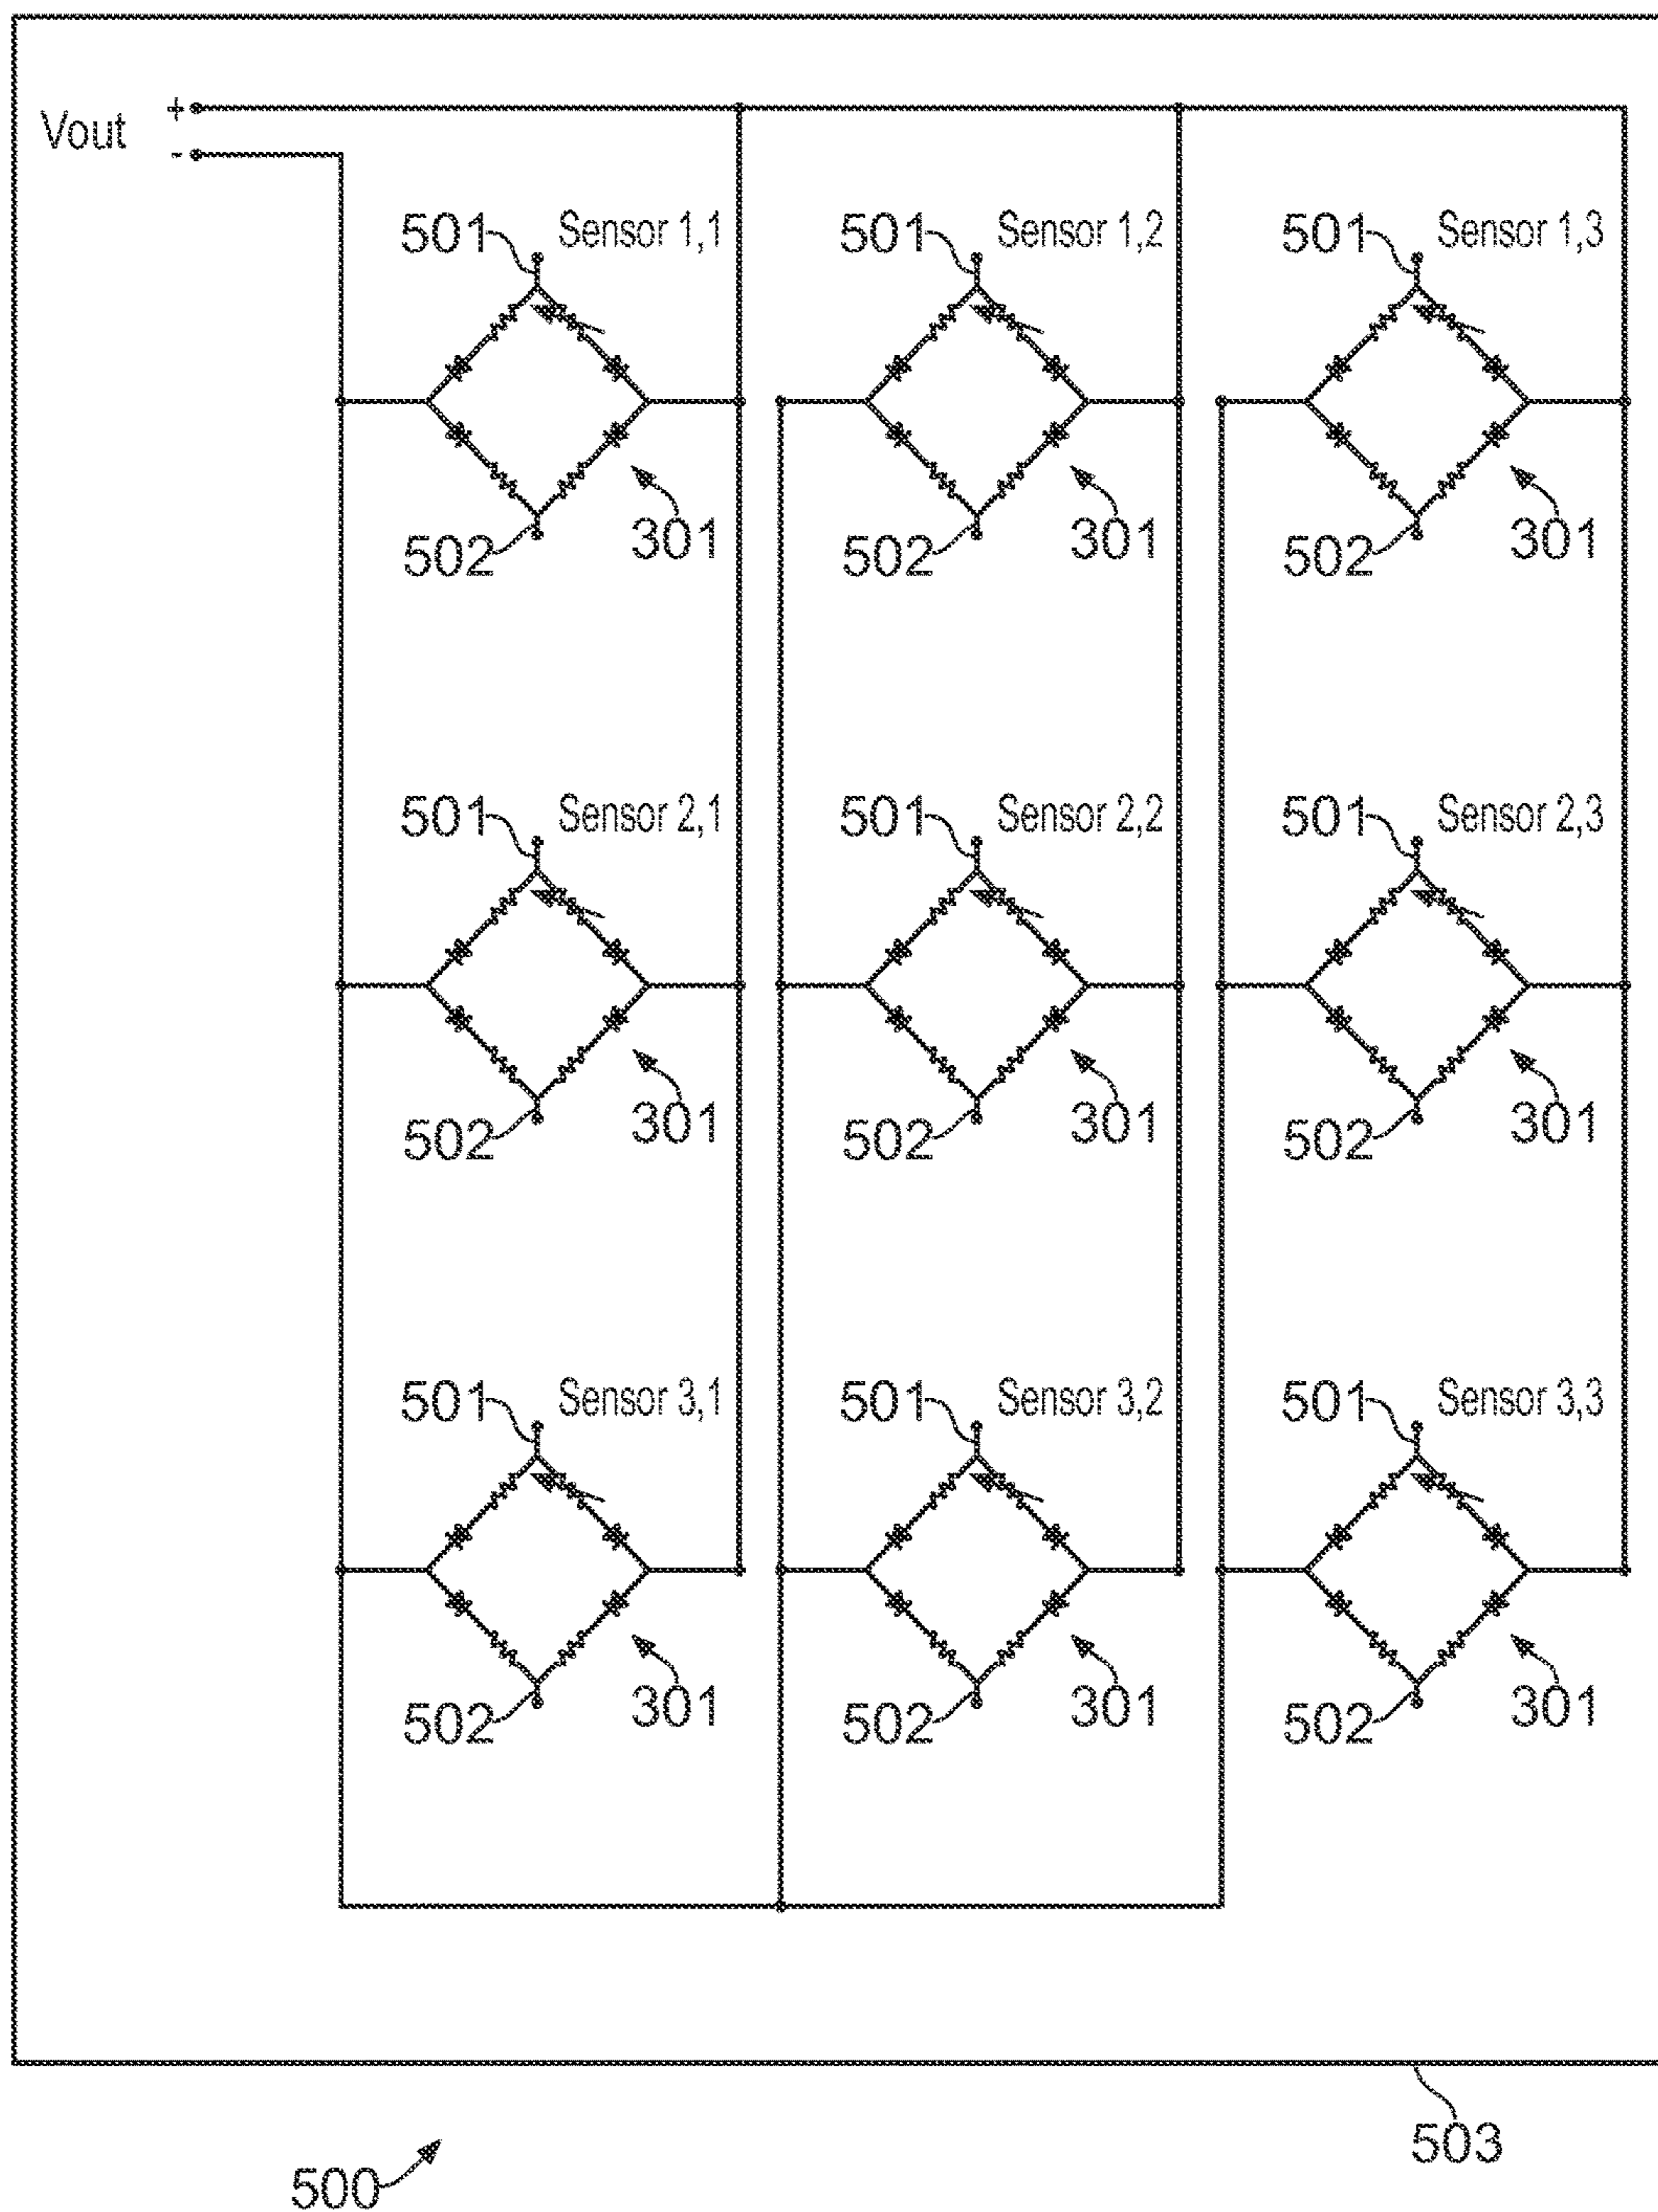 Vout + -
501 Sensor 1,1 501 Sensor 1,2 501 Sensor 1,3
502 301 502 301 502 301
501 Sensor 2,1 501 Sensor 2,2 501 Sensor 2,3
502 301 502 301 502 301
501 Sensor 3,1 501 Sensor 3,2 501 Sensor 3,3
502 301 502 301 502 301
503
500